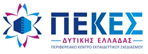 ΠΕΚΕΣ
ΔΥΤΙΚΗΣ ΕΛΛΑΔΑΣ
ΠΕΡΙΦΕΡΕΙΑΚΟ ΚΕΝΤΡΟ ΕΚΠΑΙΔΕΥΤΙΚΟΥ ΣΧΕΔΙΑΣΜΟΥ